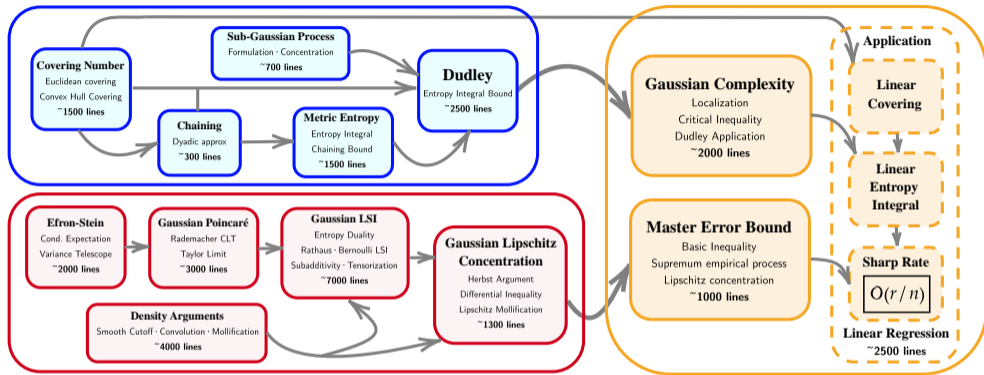 Sub-Gaussian Process
Formulation · Concentration
~700 lines
Covering Number
Euclidean covering
Convex Hull Covering
~1500 lines
Chaining
Dyadic approx
~300 lines
Metric Entropy
Entropy Integral
Chaining Bound
~1500 lines
Dudley
Entropy Integral Bound
~2500 lines
Efron-Stein
Cond. Expectation
Variance Telescope
~2000 lines
Gaussian Poincaré
Rademacher CLT
Taylor Limit
~3000 lines
Gaussian LSI
Entropy Duality
Rathaus · Bernoulli LSI
Subadditivity · Tensorization
~7000 lines
Density Arguments
Smooth Cutoff · Convolution · Mollification
~4000 lines
Gaussian Lipschitz
Concentration
Herbst Argument
Differential Inequality
Lipschitz Mollification
~1300 lines
Gaussian Complexity
Localization
Critical Inequality
Dudley Application
~2000 lines
Master Error Bound
Basic Inequality
Supremum empirical process
Lipschitz concentration
~1000 lines
Application
Linear
Covering
Linear
Entropy
Integral
Sharp Rate
O(r / n)
Linear Regression
~2500 lines